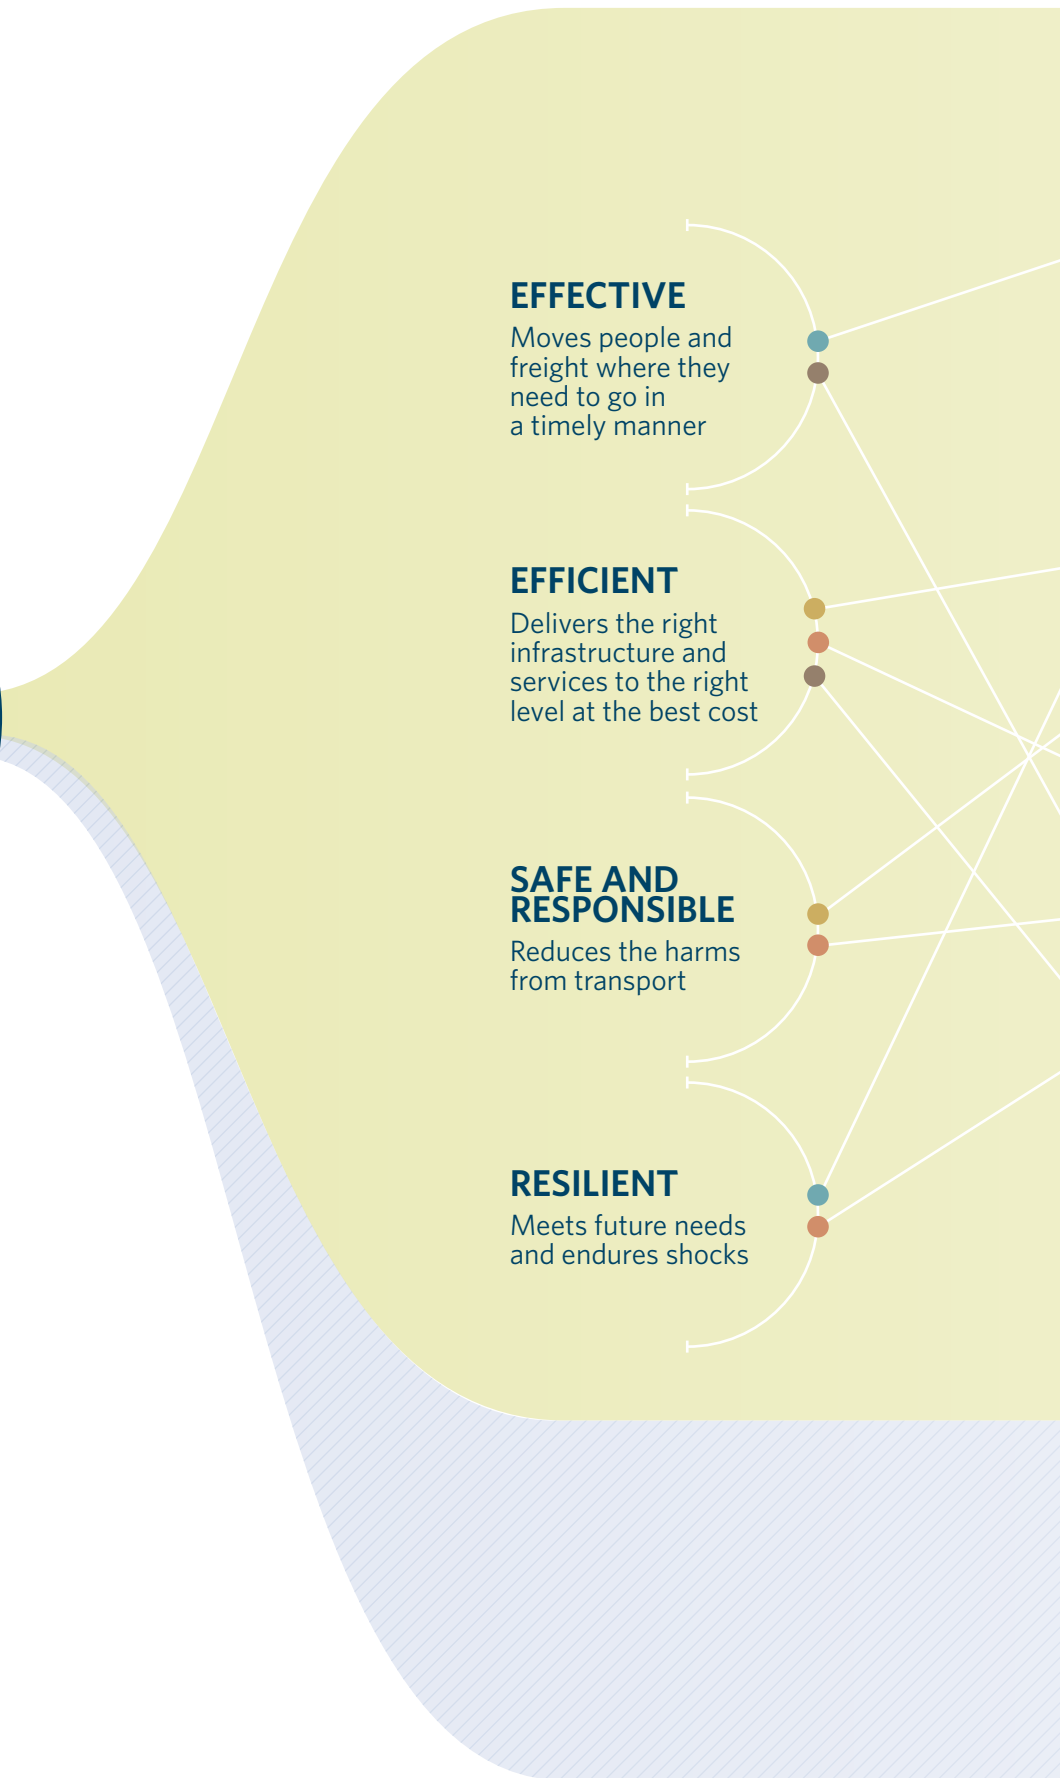 EFFECTIVE
Moves people and
freight where they
need to go in
a timely manner
EFFICIENT
Delivers the right
infrastructure and
services to the right
level at the best cost
SAFE AND
RESPONSIBLE
Reduces the harms
from transport
RESILIENT
Meets future needs
and endures shocks